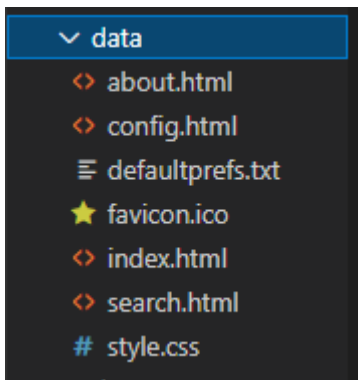 data
about.html
config.html
defaultprefs.txt
favicon.ico
index.html
search.html
# style.css